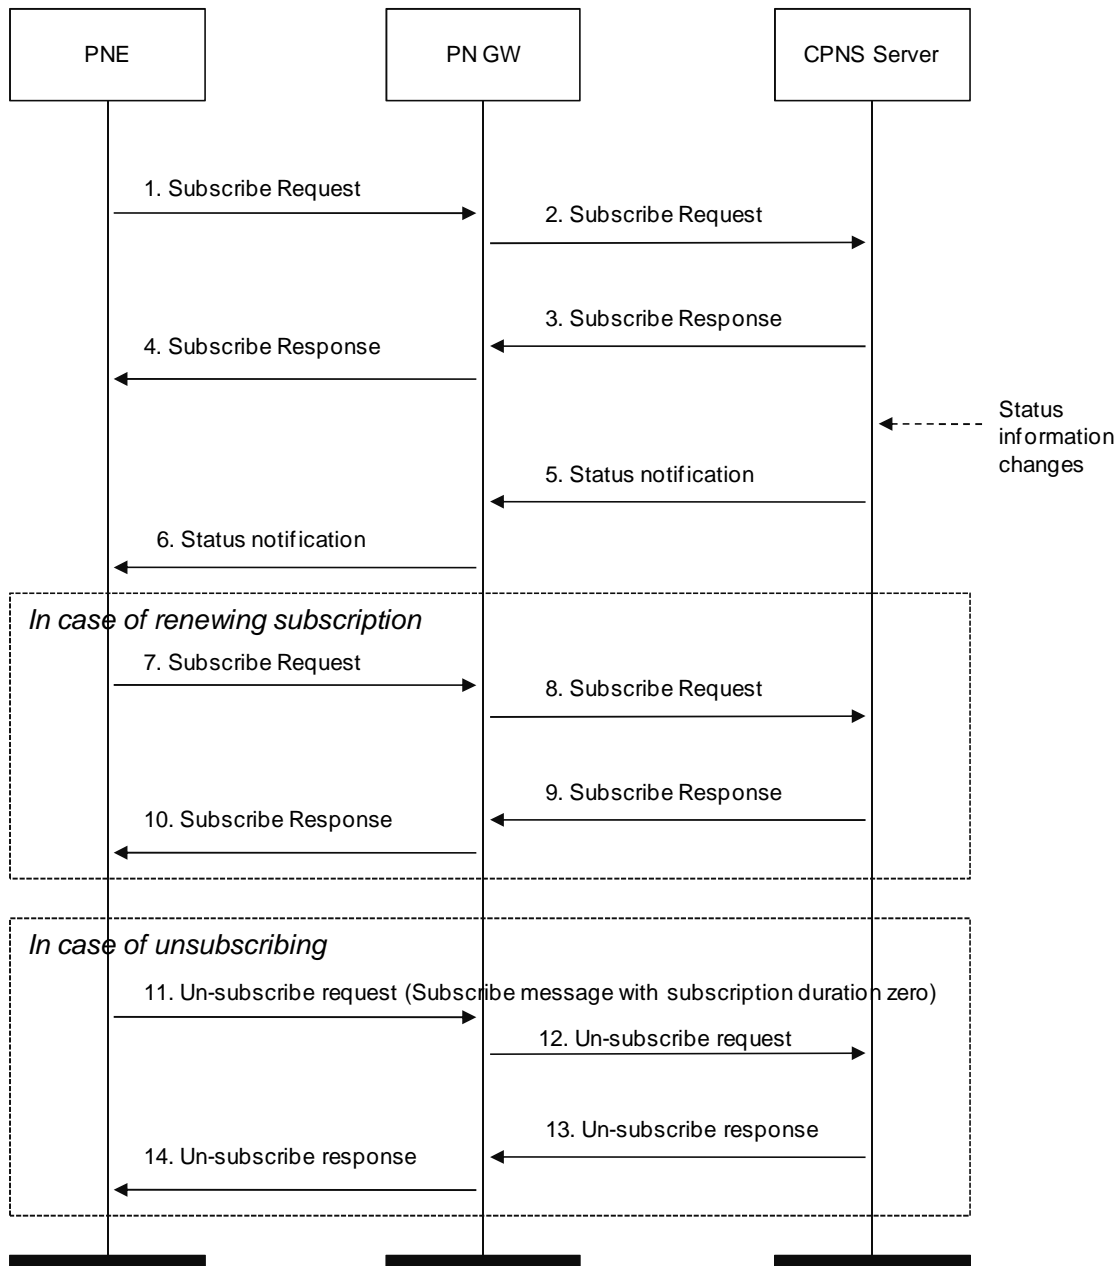 PNE
PN GW
CPNS Server
1. Subscribe Request
2. Subscribe Request
3. Subscribe Response
4. Subscribe Response
Status
information
changes
5. Status notification
6. Status notification
In case of renewing subscription
7. Subscribe Request
8. Subscribe Request
9. Subscribe Response
10. Subscribe Response
In case of unsubscribing
11. Un-subscribe request (Subscribe message with subscription duration zero)
12. Un-subscribe request
13. Un-subscribe response
14. Un-subscribe response